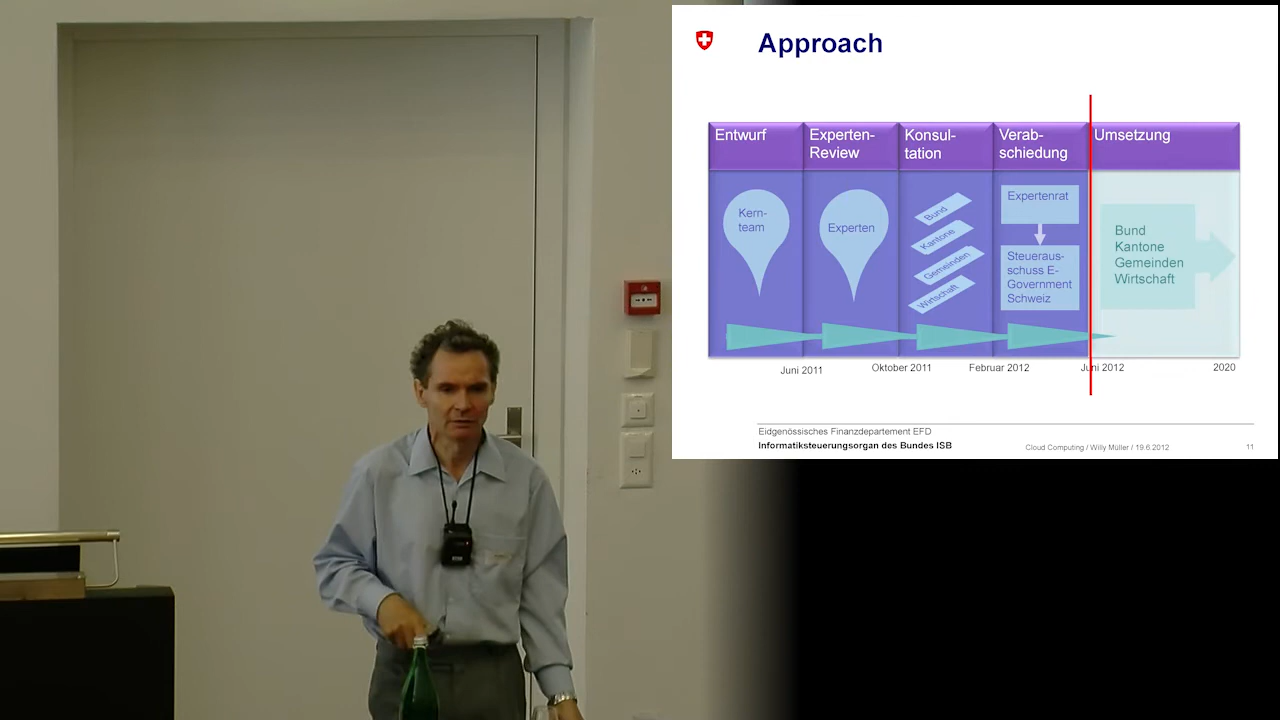 Approach
Entwurf
Experten-
Review
Konsul-
tation
Verab-
schiedung
Umsetzung
Kern-
team
Experten
Bund
Kantone
Gemeinden
Wirtschaft
Expertenrat
Steueraus-
schuss E-
Government
Schweiz
Bund
Kantone
Gemeinden
Wirtschaft
Juni 2011
Oktober 2011
Februar 2012
Juni 2012
2020
Eidgenössisches Finanzdepartement EFD
Informatiksteuerungsorgan des Bundes ISB
Cloud Computing / Willy Müller / 19.6.2012
11